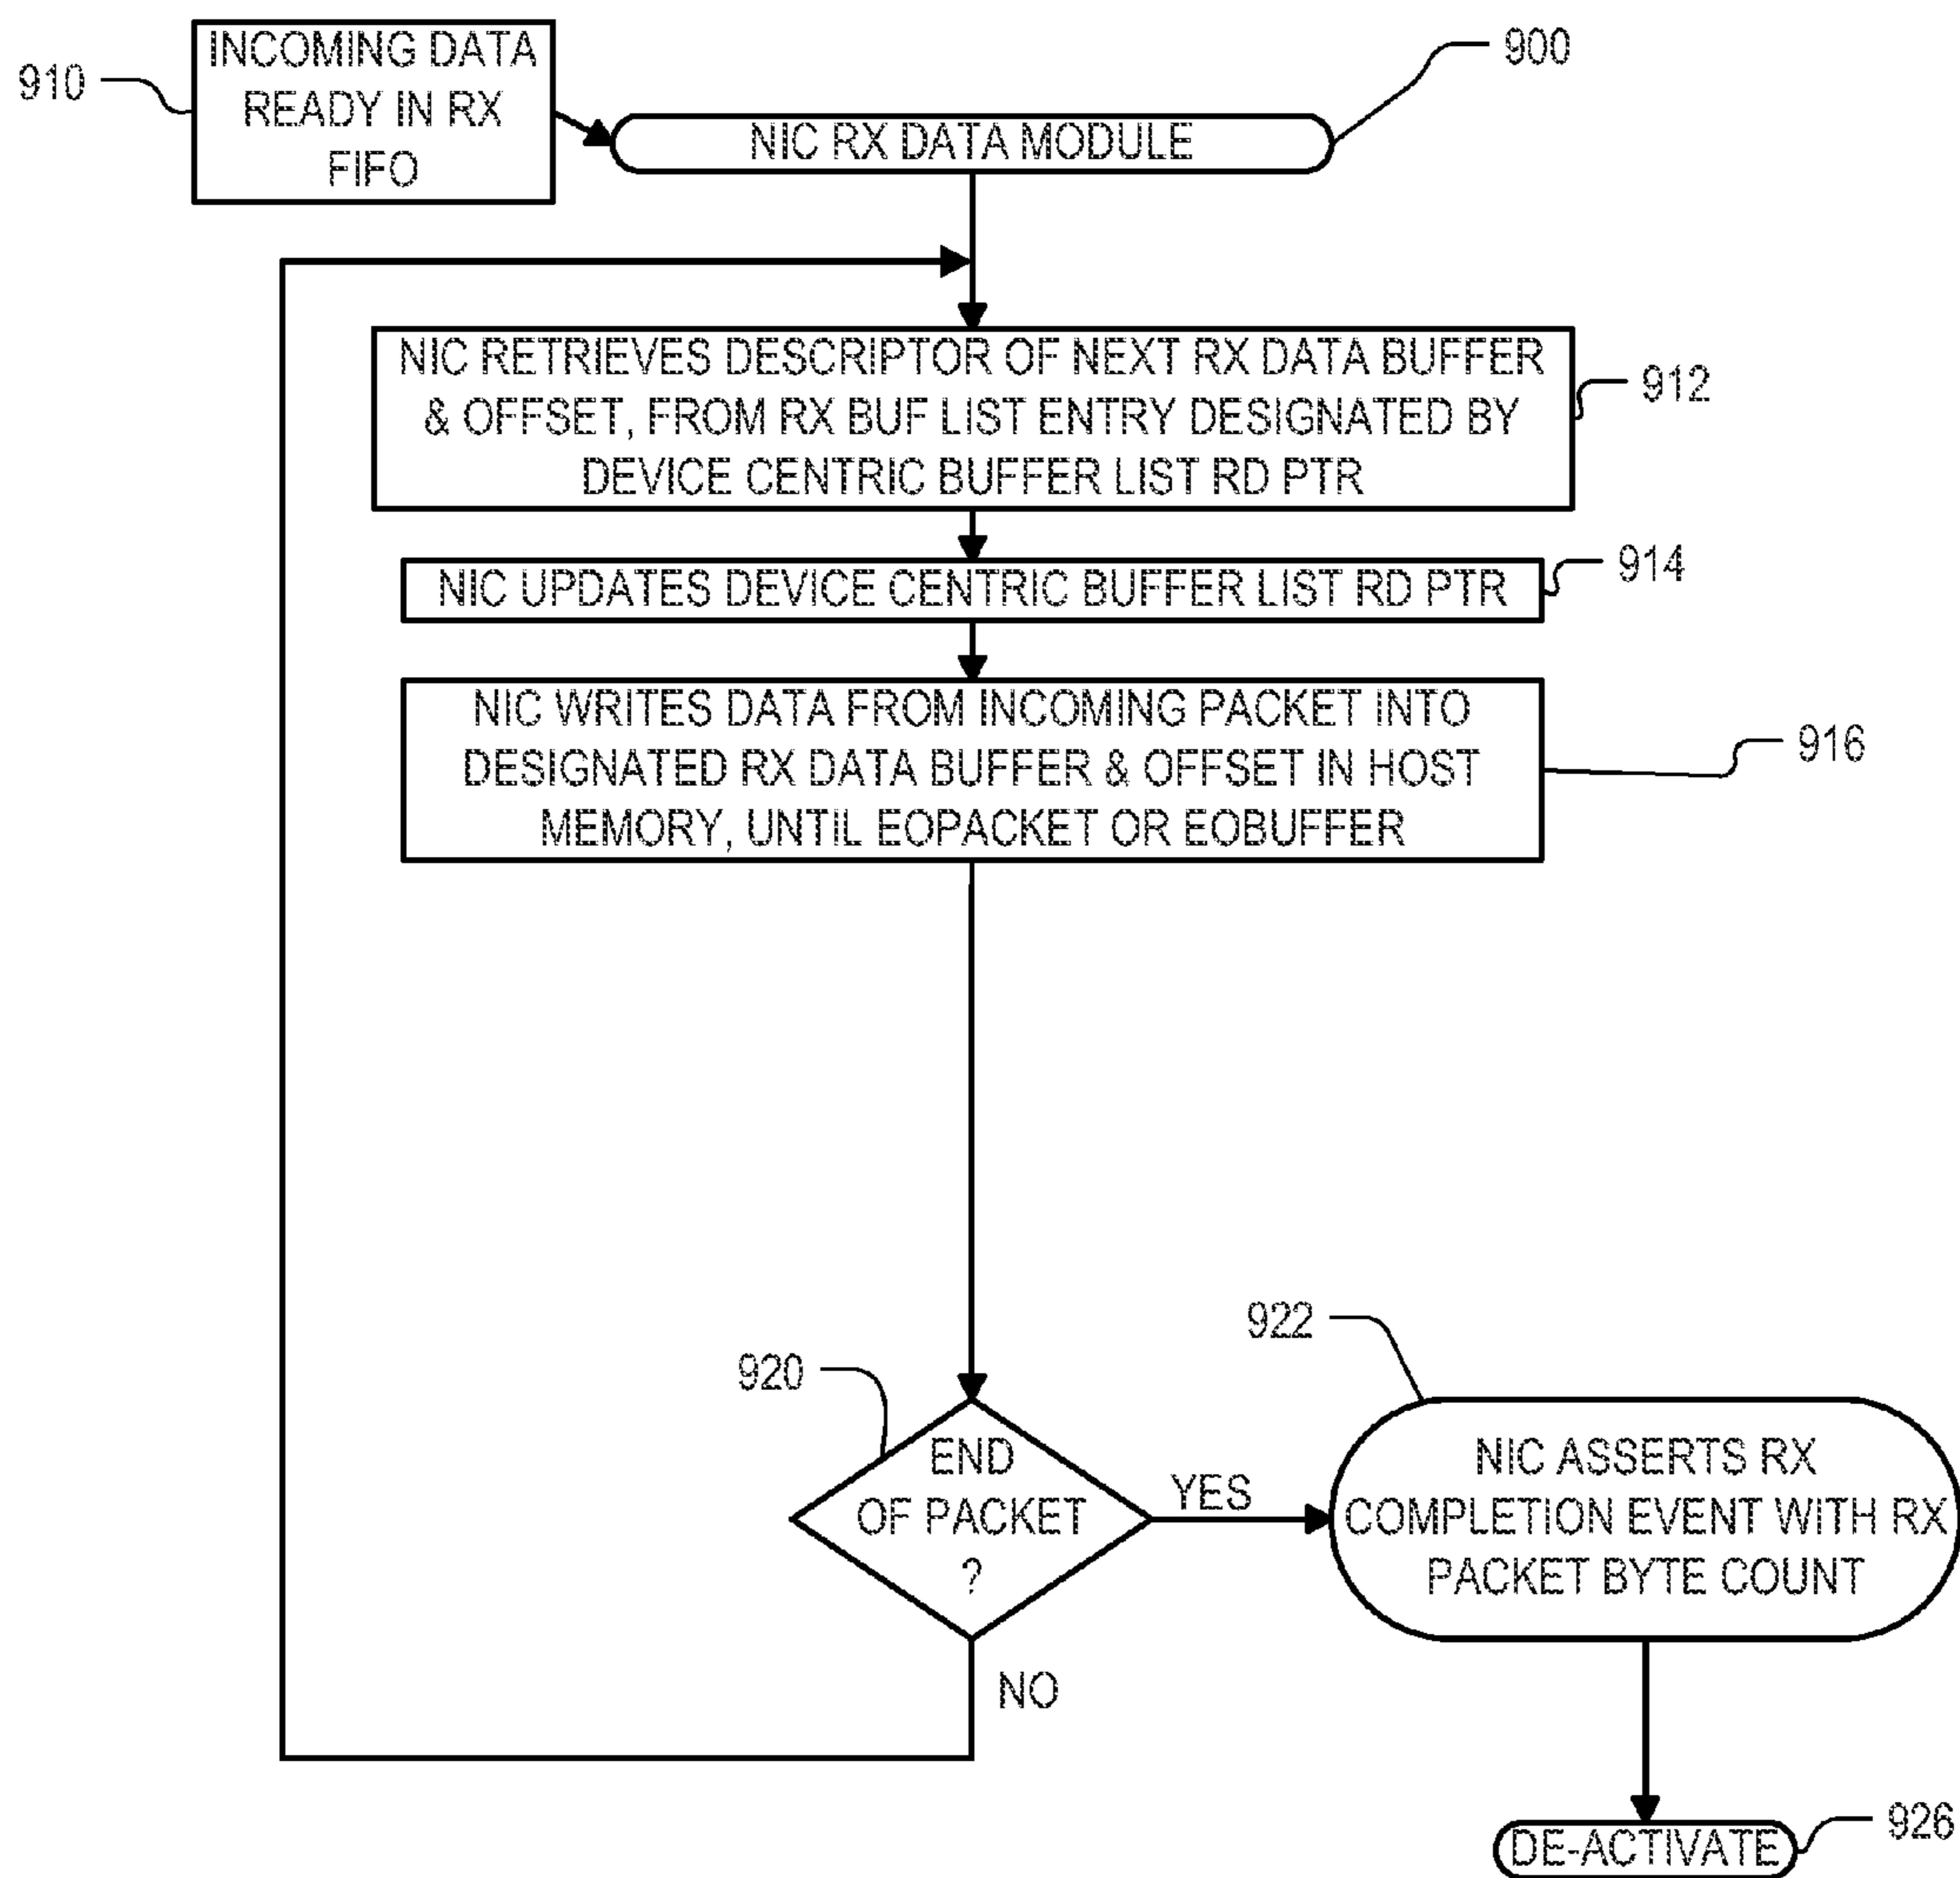 910
INCOMING DATA
READY IN RX
FIFO
900
NIC RX DATA MODULE
NIC RETRIEVES DESCRIPTOR OF NEXT RX DATA BUFFER
& OFFSET, FROM RX BUF LIST ENTRY DESIGNATED BY
DEVICE CENTRIC BUFFER LIST RD PTR
912
NIC UPDATES DEVICE CENTRIC BUFFER LIST RD PTR
914
NIC WRITES DATA FROM INCOMING PACKET INTO
DESIGNATED RX DATA BUFFER & OFFSET IN HOST
MEMORY, UNTIL EOPACKET OR EOBUFFER
916
920
END
OF PACKET
?
YES
NO
922
NIC ASSERTS RX
COMPLETION EVENT WITH RX
PACKET BYTE COUNT
DE-ACTIVATE
926